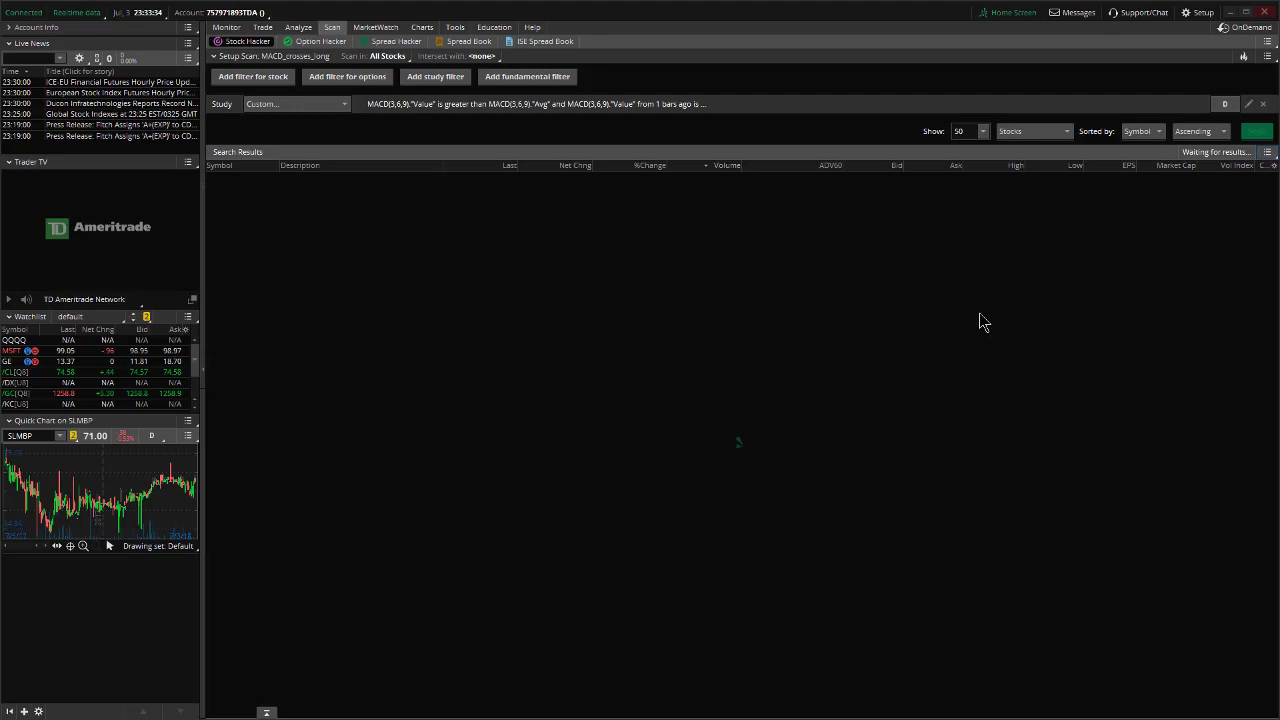 Connected Realtime data Jul, 3 23:33:34 Account: 757971893TDA () Home Screen Messages Support/Chat Setup
Account Info
Monitor Trade Analyze Scan MarketWatch Charts Tools Education Help OnDemand
Live News
Stock Hacker Option Hacker Spread Hacker Spread Book ISE Spread Book
0 0 0.00%
Setup Scan: MACD_crosses_long Scan in: All Stocks Intersect with: <none>
Time Title (Click for story)
Add filter for stock Add filter for options Add study filter Add fundamental filter
23:30:00 ICE-EU Financial Futures Hourly Price Upd...
23:30:00 European Stock Index Futures Hourly Price...
23:30:00 Ducon Infratechnologies Reports Record N...
23:25:00 Global Stock Indexes at 23:25 EST/0325 GMT
23:19:00 Press Release: Fitch Assigns 'A+(EXP)' to CD...
23:19:00 Press Release: Fitch Assigns 'A+(EXP)' to CD...
Study Custom... MACD(3,6,9)."Value" is greater than MACD(3,6,9)."Avg" and MACD(3,6,9)."Value" from 1 bars ago is ... D
Show: 50 Stocks Sorted by: Symbol Ascending
Search Results Waiting for results...
Symbol Description Last Net Chng %Change Volume ADV60 Bid Ask High Low EPS Market Cap Vol Index C...
Trader TV
TD Ameritrade
TD Ameritrade Network
Watchlist default 2
Symbol Last Net Chng Bid Ask
QQQQ N/A N/A N/A N/A
MSFT 99.05 -.96 98.95 98.97
GE 13.37 0 11.81 18.70
/CL[Q8] 74.58 +.44 74.57 74.58
/DX[U8] N/A N/A N/A N/A
/GC[Q8] 1258.8 +5.30 1258.8 1258.9
/KC[U8] N/A N/A N/A N/A
Quick Chart on SLMBP
SLMBP 2 71.00 D
Drawing set: Default